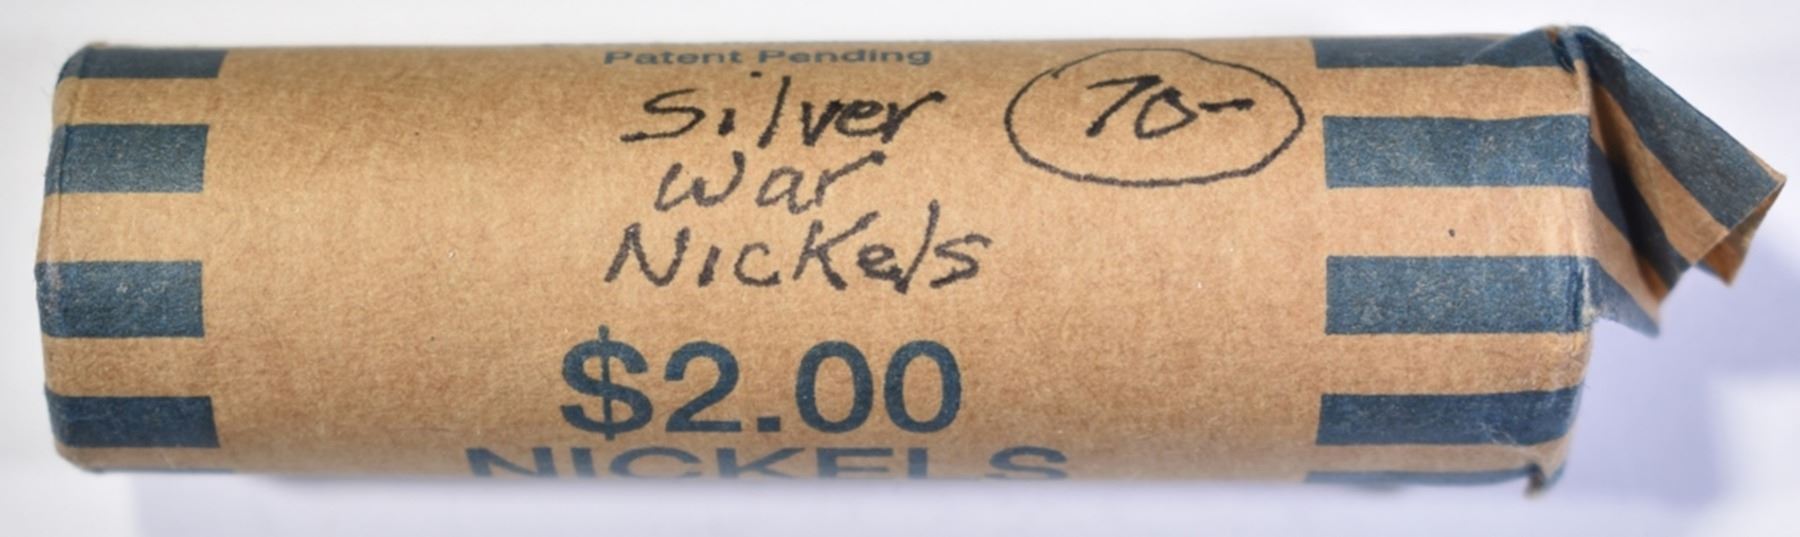 Patent Pending
Silver
War
Nickels
70-
$2.00
NICKELS